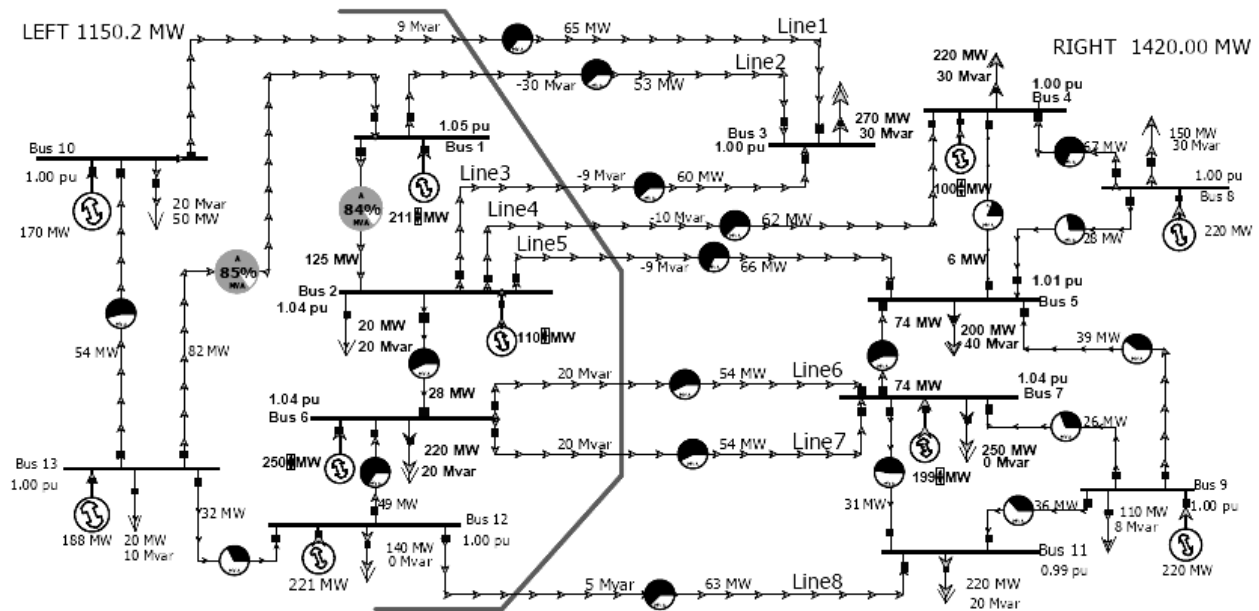 LEFT 1150.2 MW
9 Mvar
65 MW
Line1
RIGHT 1420.00 MW
-30 Mvar
53 MW
Line2
220 MW
30 Mvar
1.00 pu
Bus 4
270 MW
30 Mvar
Bus 3
1.00 pu
1.05 pu
Bus 1
67 MW
150 MW
30 Mvar
1.00 pu
Bus 8
Bus 10
1.00 pu
20 Mvar
50 MW
170 MW
A
84%
MVA
211 MW
Line3
-9 Mvar
60 MW
100 MW
Line4
-10 Mvar
62 MW
28 MW
220 MW
Line5
-9 Mvar
66 MW
6 MW
A
85%
MVA
125 MW
Bus 2
1.04 pu
1.01 pu
Bus 5
20 MW
20 Mvar
110 MW
74 MW
200 MW
40 Mvar
39 MW
54 MW
82 MW
28 MW
20 Mvar
54 MW
Line6
74 MW
1.04 pu
Bus 7
1.04 pu
Bus 6
26 MW
220 MW
20 Mvar
250 MW
20 Mvar
54 MW
Line7
250 MW
0 Mvar
199 MW
Bus 13
1.00 pu
188 MW
20 MW
10 Mvar
32 MW
49 MW
Bus 12
1.00 pu
31 MW
36 MW
110 MW
8 Mvar
Bus 9
1.00 pu
220 MW
221 MW
140 MW
0 Mvar
5 Mvar
63 MW
Line8
Bus 11
0.99 pu
220 MW
20 Mvar